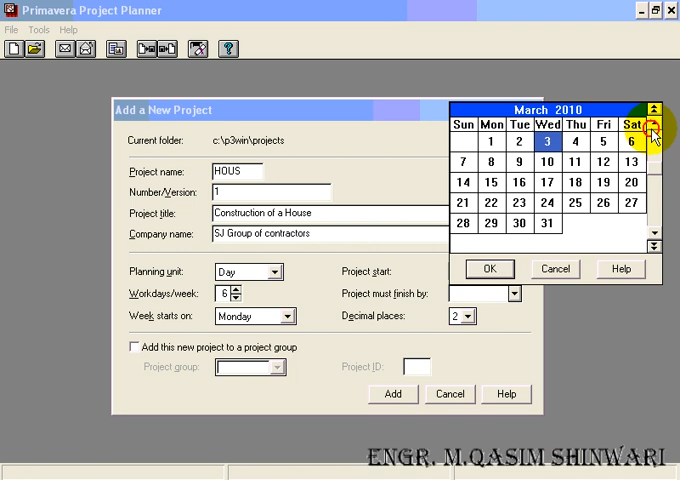 Primavera Project Planner
File Tools Help
Add a New Project
Current folder: c:\p3win\projects
Project name: HOUS
Number/Version: 1
Project title: Construction of a House
Company name: SJ Group of contractors
Planning unit: Day Project start:
Workdays/week: 6 Project must finish by:
Week starts on: Monday Decimal places: 2
Add this new project to a project group
Project group: Project ID:
Add Cancel Help
March 2010
Sun Mon Tue Wed Thu Fri Sat
1 2 3 4 5 6
7 8 9 10 11 12 13
14 15 16 17 18 19 20
21 22 23 24 25 26 27
28 29 30 31
OK Cancel Help
ENGR. M.QASIM SHINWARI